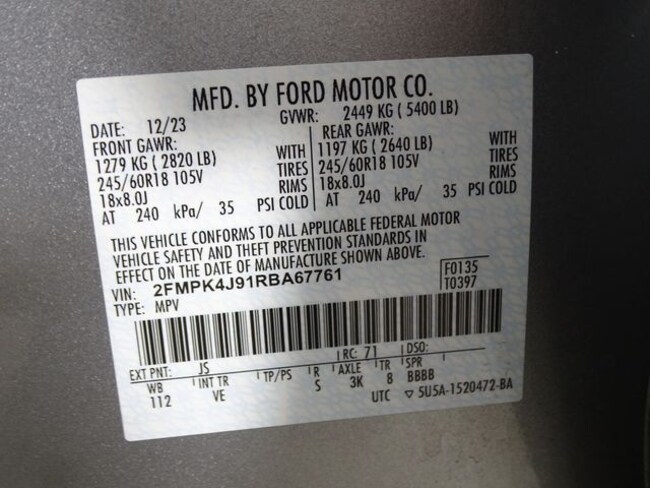 MFD. BY FORD MOTOR CO.
DATE: 12/23 GVWR: 2449 KG ( 5400 LB)
FRONT GAWR: REAR GAWR:
1279 KG ( 2820 LB) WITH 1197 KG ( 2640 LB) WITH
245/60R18 105V TIRES 245/60R18 105V TIRES
18x8.0J RIMS 18x8.0J RIMS
AT 240 kPa/ 35 PSI COLD AT 240 kPa/ 35 PSI COLD
THIS VEHICLE CONFORMS TO ALL APPLICABLE FEDERAL MOTOR
VEHICLE SAFETY AND THEFT PREVENTION STANDARDS IN
EFFECT ON THE DATE OF MANUFACTURE SHOWN ABOVE.
VIN: 2FMPK4J91RBA67761 F0135
TYPE: MPV T0397
EXT PNT: JS RC: 71 DSO:
WB INT TR TP/PS R AXLE TR SPR
112 VE S 3K 8 BBBB
UTC ▽ 5U5A-1520472-BA